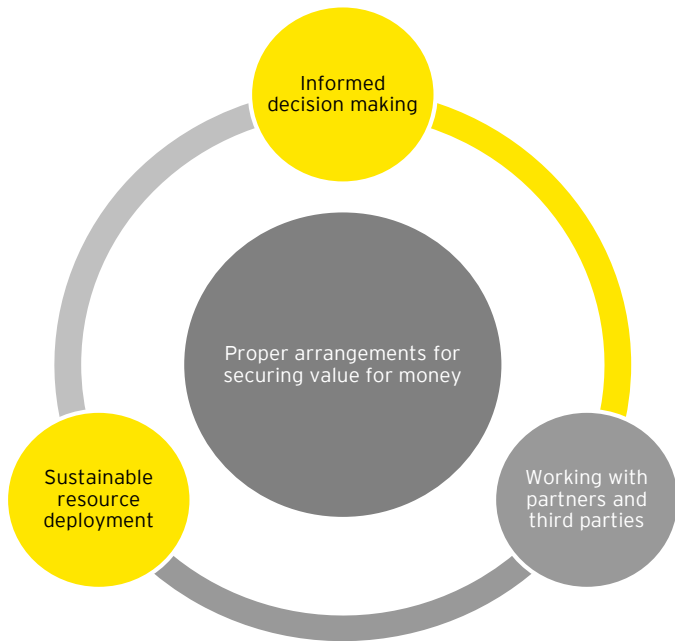 Informed
decision making
Proper arrangements for
securing value for money
Sustainable
resource
deployment
Working with
partners and
third parties